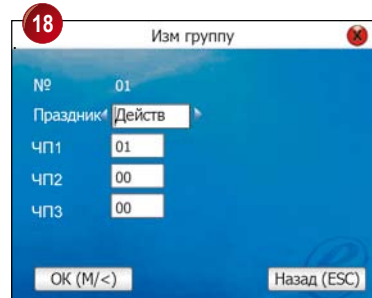 18
Изм группу
№ 01
Праздник Действ
ЧП1 01
ЧП2 00
ЧП3 00
OK (M/<) Назад (ESC)